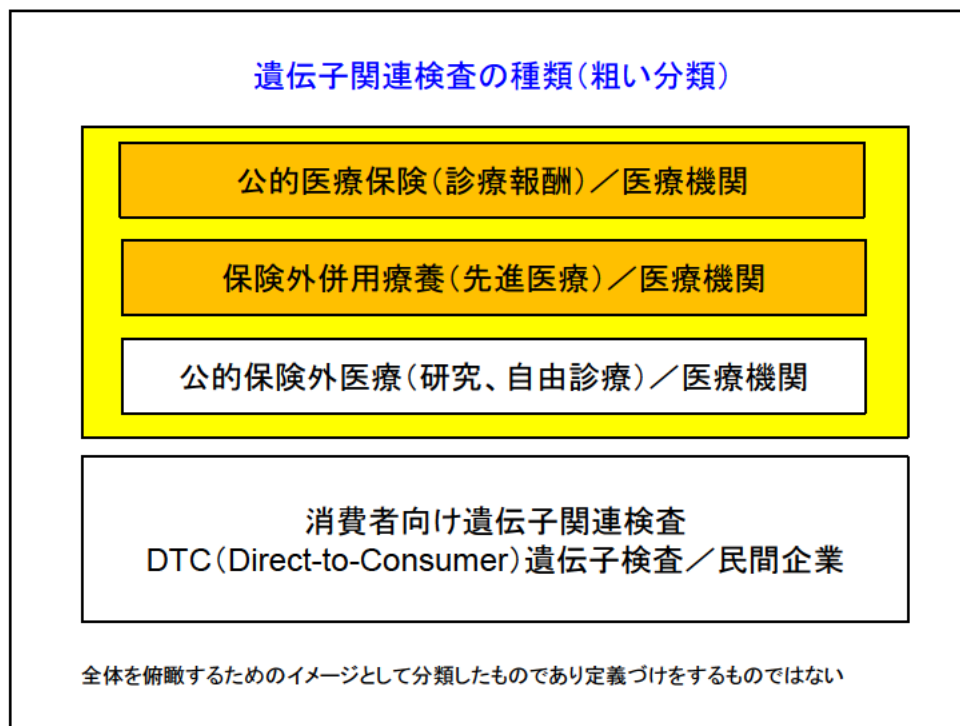 遺伝子関連検査の種類（粗い分類）
公的医療保険（診療報酬）／医療機関
保険外併用療養（先進医療）／医療機関
公的保険外医療（研究、自由診療）／医療機関
消費者向け遺伝子関連検査
DTC（Direct-to-Consumer）遺伝子検査／民間企業
全体を俯瞰するためのイメージとして分類したものであり定義づけをするものではない